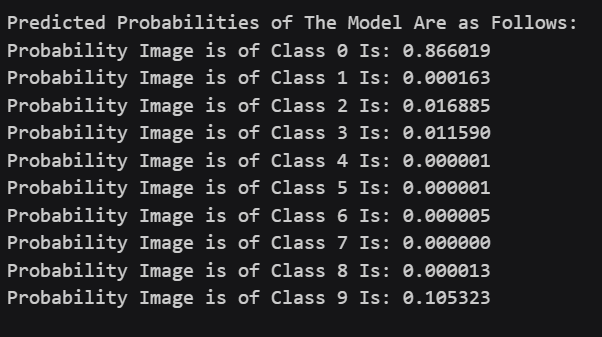 Predicted Probabilities of The Model Are as Follows:
Probability Image is of Class 0 Is: 0.866019
Probability Image is of Class 1 Is: 0.000163
Probability Image is of Class 2 Is: 0.016885
Probability Image is of Class 3 Is: 0.011590
Probability Image is of Class 4 Is: 0.000001
Probability Image is of Class 5 Is: 0.000001
Probability Image is of Class 6 Is: 0.000005
Probability Image is of Class 7 Is: 0.000000
Probability Image is of Class 8 Is: 0.000013
Probability Image is of Class 9 Is: 0.105323